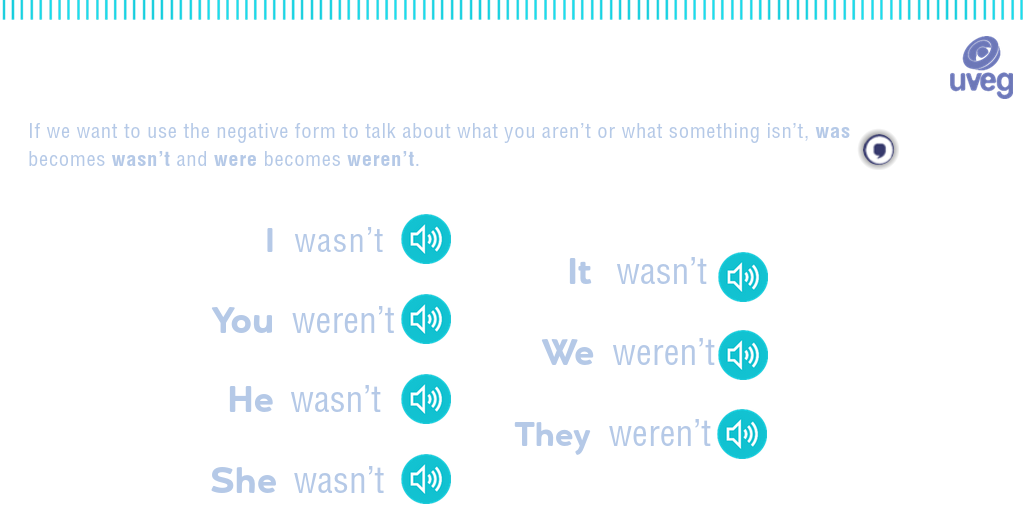 uveg
If we want to use the negative form to talk about what you aren’t or what something isn’t, was
becomes wasn’t and were becomes weren’t.
I wasn’t
You weren’t
He wasn’t
She wasn’t
It wasn’t
We weren’t
They weren’t